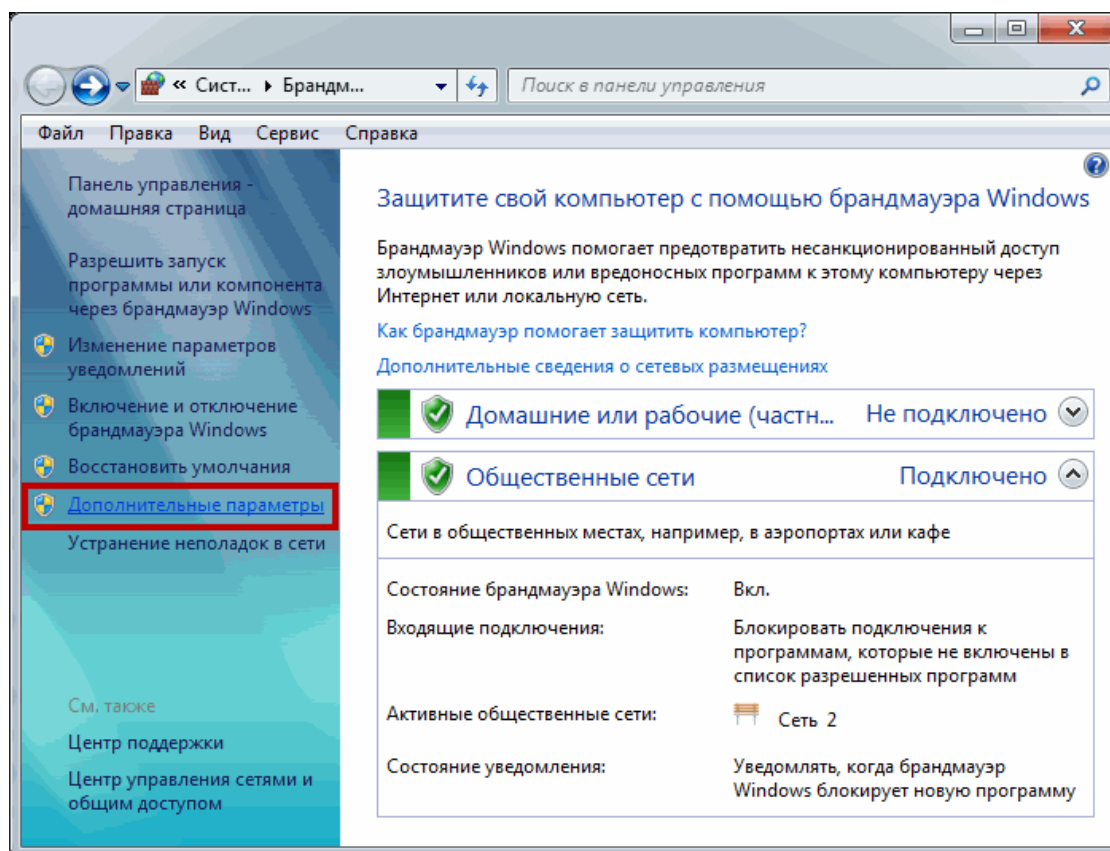 « Сист... Брандм...
Поиск в панели управления
Файл Правка Вид Сервис Справка
Панель управления -
домашняя страница
Разрешить запуск
программы или компонента
через брандмауэр Windows
Изменение параметров
уведомлений
Включение и отключение
брандмауэра Windows
Восстановить умолчания
Дополнительные параметры
Устранение неполадок в сети
См. также
Центр поддержки
Центр управления сетями и
общим доступом
Защитите свой компьютер с помощью брандмауэра Windows
Брандмауэр Windows помогает предотвратить несанкционированный доступ
злоумышленников или вредоносных программ к этому компьютеру через
Интернет или локальную сеть.
Как брандмауэр помогает защитить компьютер?
Дополнительные сведения о сетевых размещениях
Домашние или рабочие (частн... Не подключено
Общественные сети Подключено
Сети в общественных местах, например, в аэропортах или кафе
Состояние брандмауэра Windows: Вкл.
Входящие подключения: Блокировать подключения к
программам, которые не включены в
список разрешенных программ
Активные общественные сети: Сеть 2
Состояние уведомления: Уведомлять, когда брандмауэр
Windows блокирует новую программу